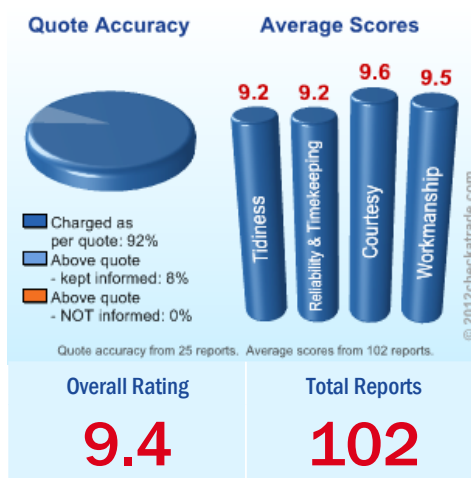 Quote Accuracy
Charged as
per quote: 92%
Above quote
- kept informed: 8%
Above quote
- NOT informed: 0%
Average Scores
9.2
9.2
9.6
9.5
Tidiness
Reliability & Timekeeping
Courtesy
Workmanship
© 2012checkatrade.com
Quote accuracy from 25 reports. Average scores from 102 reports.
Overall Rating
9.4
Total Reports
102